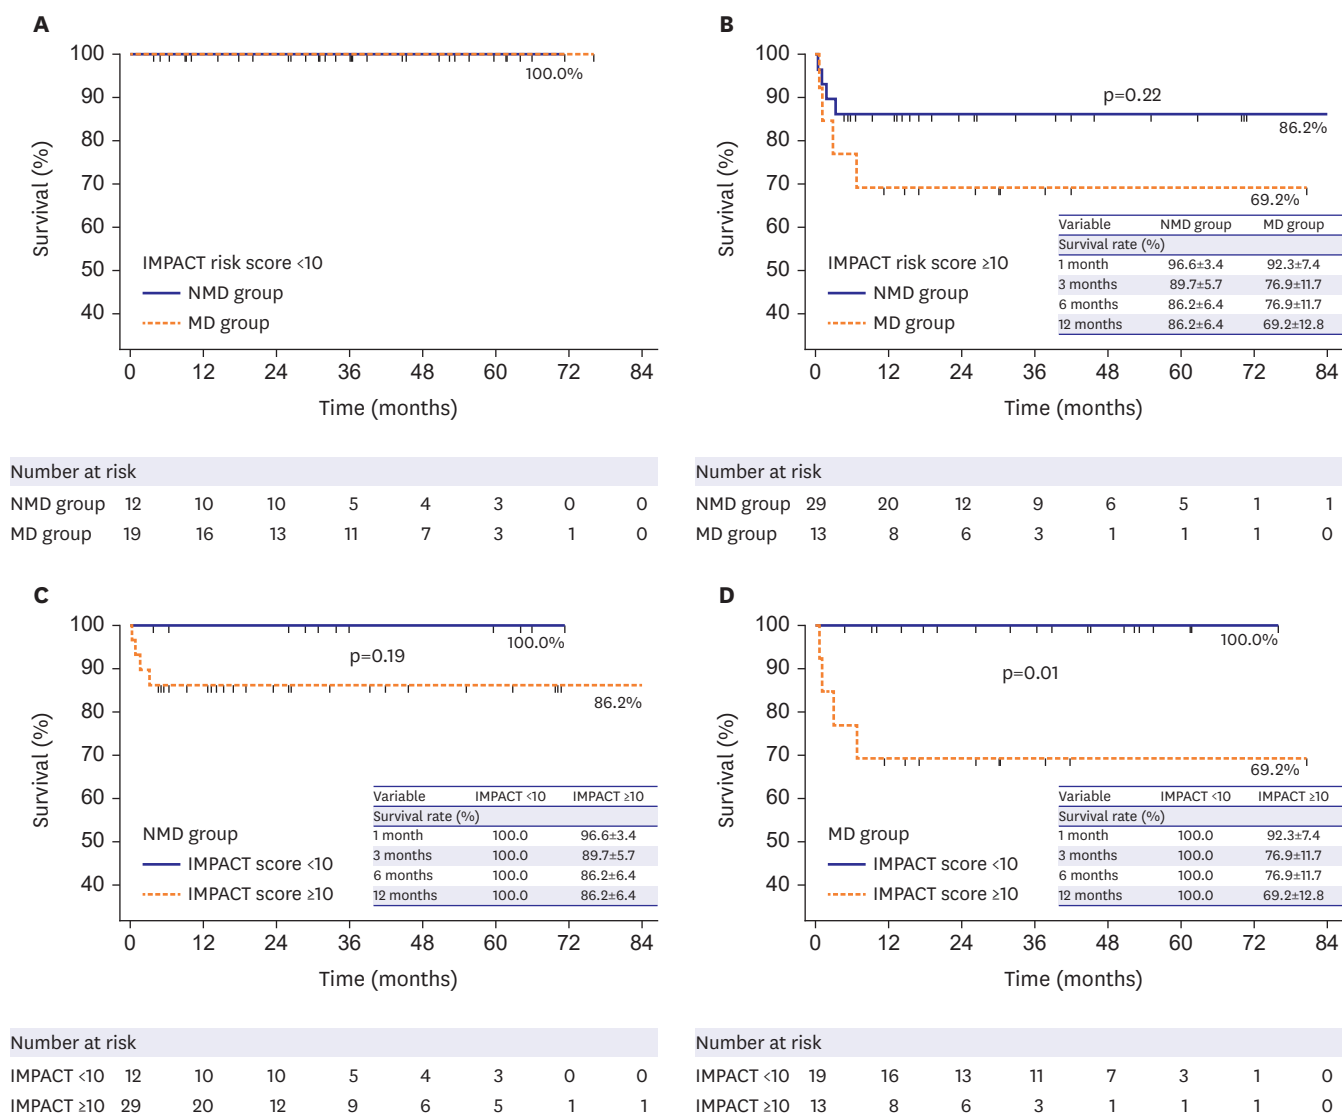 A
100
90
80
70
60
50
40
Survival (%)
100.0%
IMPACT risk score <10
NMD group
MD group
0 12 24 36 48 60 72 84
Time (months)
Number at risk
NMD group 12 10 10 5 4 3 0 0
MD group 19 16 13 11 7 3 1 0
B
100
90
80
70
60
50
40
Survival (%)
p=0.22
86.2%
69.2%
IMPACT risk score ≥10
NMD group
MD group
Variable NMD group MD group
Survival rate (%)
1 month 96.6±3.4 92.3±7.4
3 months 89.7±5.7 76.9±11.7
6 months 86.2±6.4 76.9±11.7
12 months 86.2±6.4 69.2±12.8
0 12 24 36 48 60 72 84
Time (months)
Number at risk
NMD group 29 20 12 9 6 5 1 1
MD group 13 8 6 3 1 1 1 0
C
100
90
80
70
60
50
40
Survival (%)
100.0%
p=0.19
86.2%
NMD group
IMPACT score <10
IMPACT score ≥10
Variable IMPACT <10 IMPACT ≥10
Survival rate (%)
1 month 100.0 96.6±3.4
3 months 100.0 89.7±5.7
6 months 100.0 86.2±6.4
12 months 100.0 86.2±6.4
0 12 24 36 48 60 72 84
Time (months)
Number at risk
IMPACT <10 12 10 10 5 4 3 0 0
IMPACT ≥10 29 20 12 9 6 5 1 1
D
100
90
80
70
60
50
40
Survival (%)
100.0%
p=0.01
69.2%
MD group
IMPACT score <10
IMPACT score ≥10
Variable IMPACT <10 IMPACT ≥10
Survival rate (%)
1 month 100.0 92.3±7.4
3 months 100.0 76.9±11.7
6 months 100.0 76.9±11.7
12 months 100.0 69.2±12.8
0 12 24 36 48 60 72 84
Time (months)
Number at risk
IMPACT <10 19 16 13 11 7 3 1 0
IMPACT ≥10 13 8 6 3 1 1 1 0